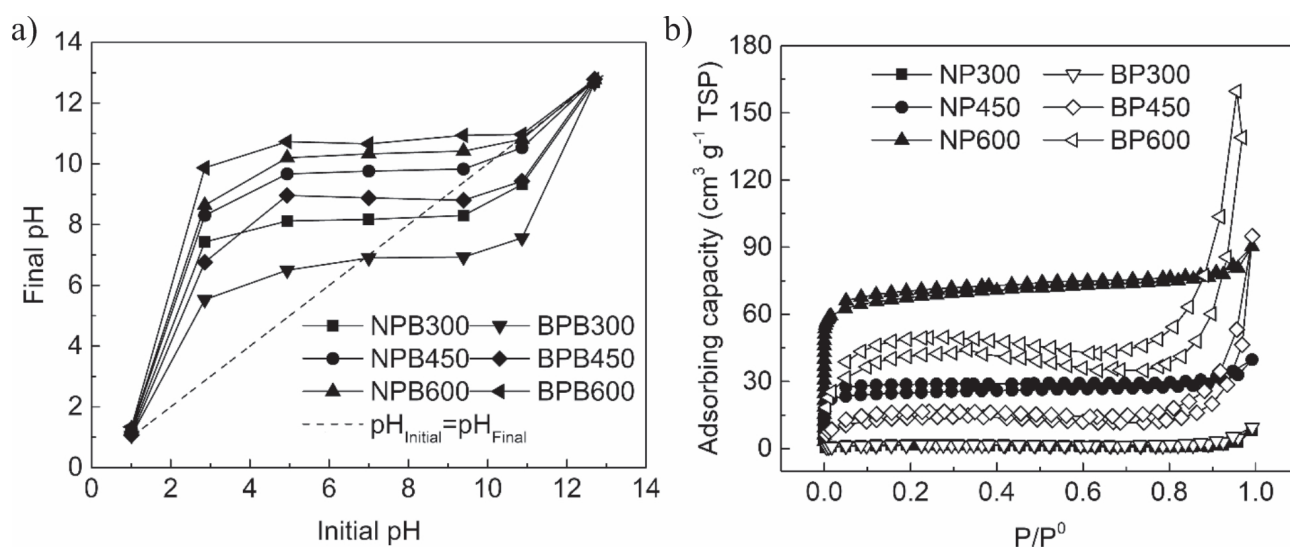 a)
14
12
10
8
6
4
2
0
Final pH
NPB300 BPB300
NPB450 BPB450
NPB600 BPB600
pH_Initial=pH_Final
0 2 4 6 8 10 12 14
Initial pH
b)
180
150
120
90
60
30
0
Adsorbing capacity (cm³ g⁻¹ TSP)
NP300 BP300
NP450 BP450
NP600 BP600
0.0 0.2 0.4 0.6 0.8 1.0
P/P⁰